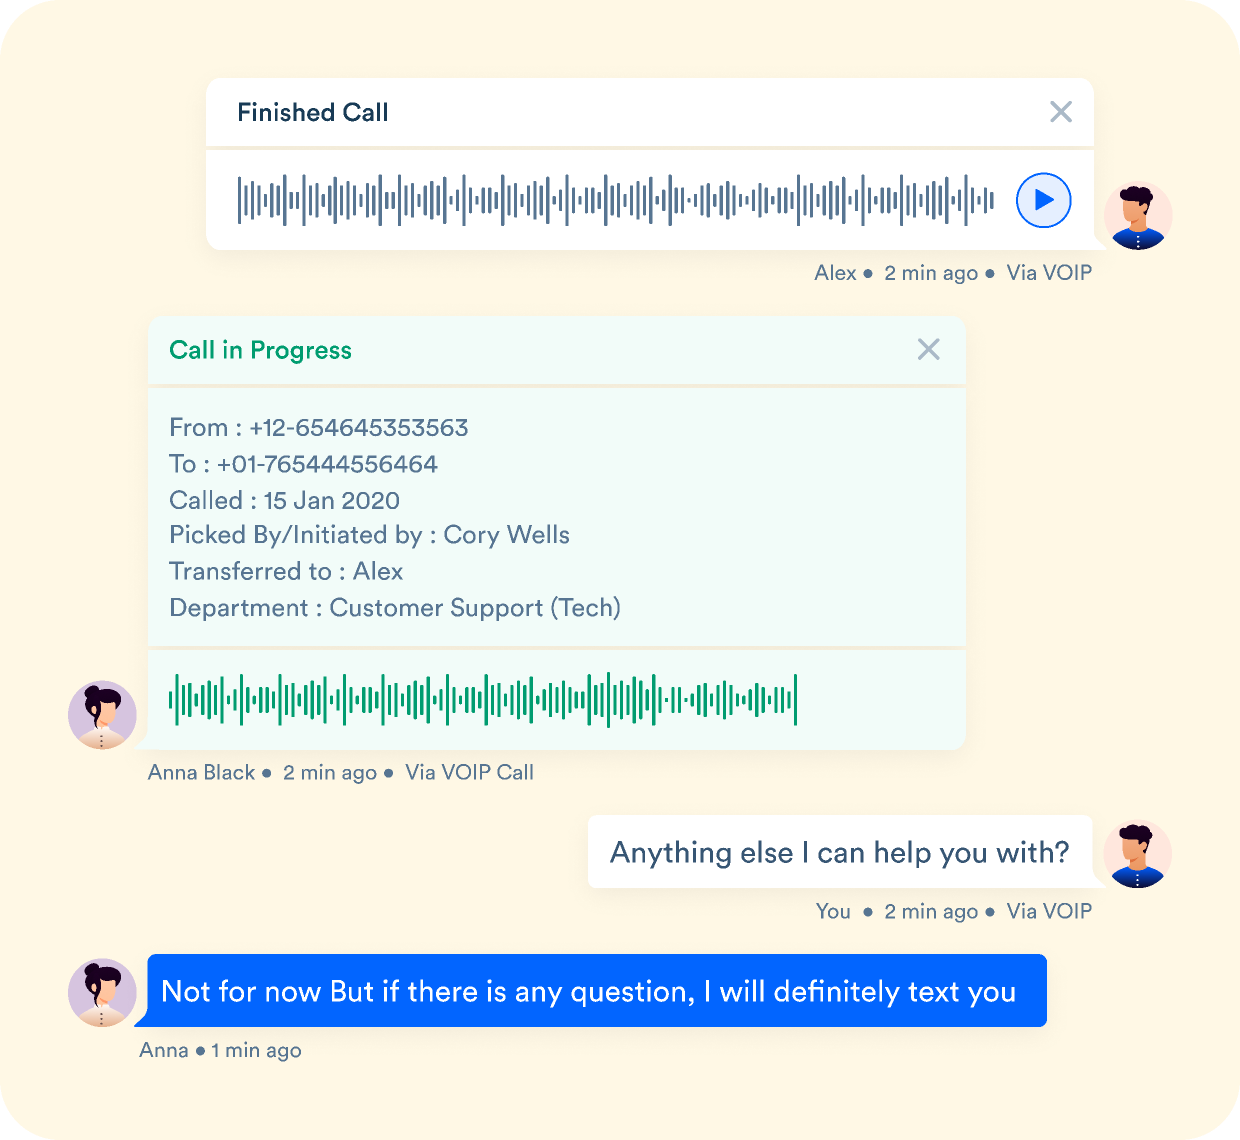 Finished Call
Alex • 2 min ago • Via VOIP
Call in Progress
From : +12-654645353563
To : +01-765444556464
Called : 15 Jan 2020
Picked By/Initiated by : Cory Wells
Transferred to : Alex
Department : Customer Support (Tech)
Anna Black • 2 min ago • Via VOIP Call
Anything else I can help you with?
You • 2 min ago • Via VOIP
Not for now But if there is any question, I will definitely text you
Anna • 1 min ago